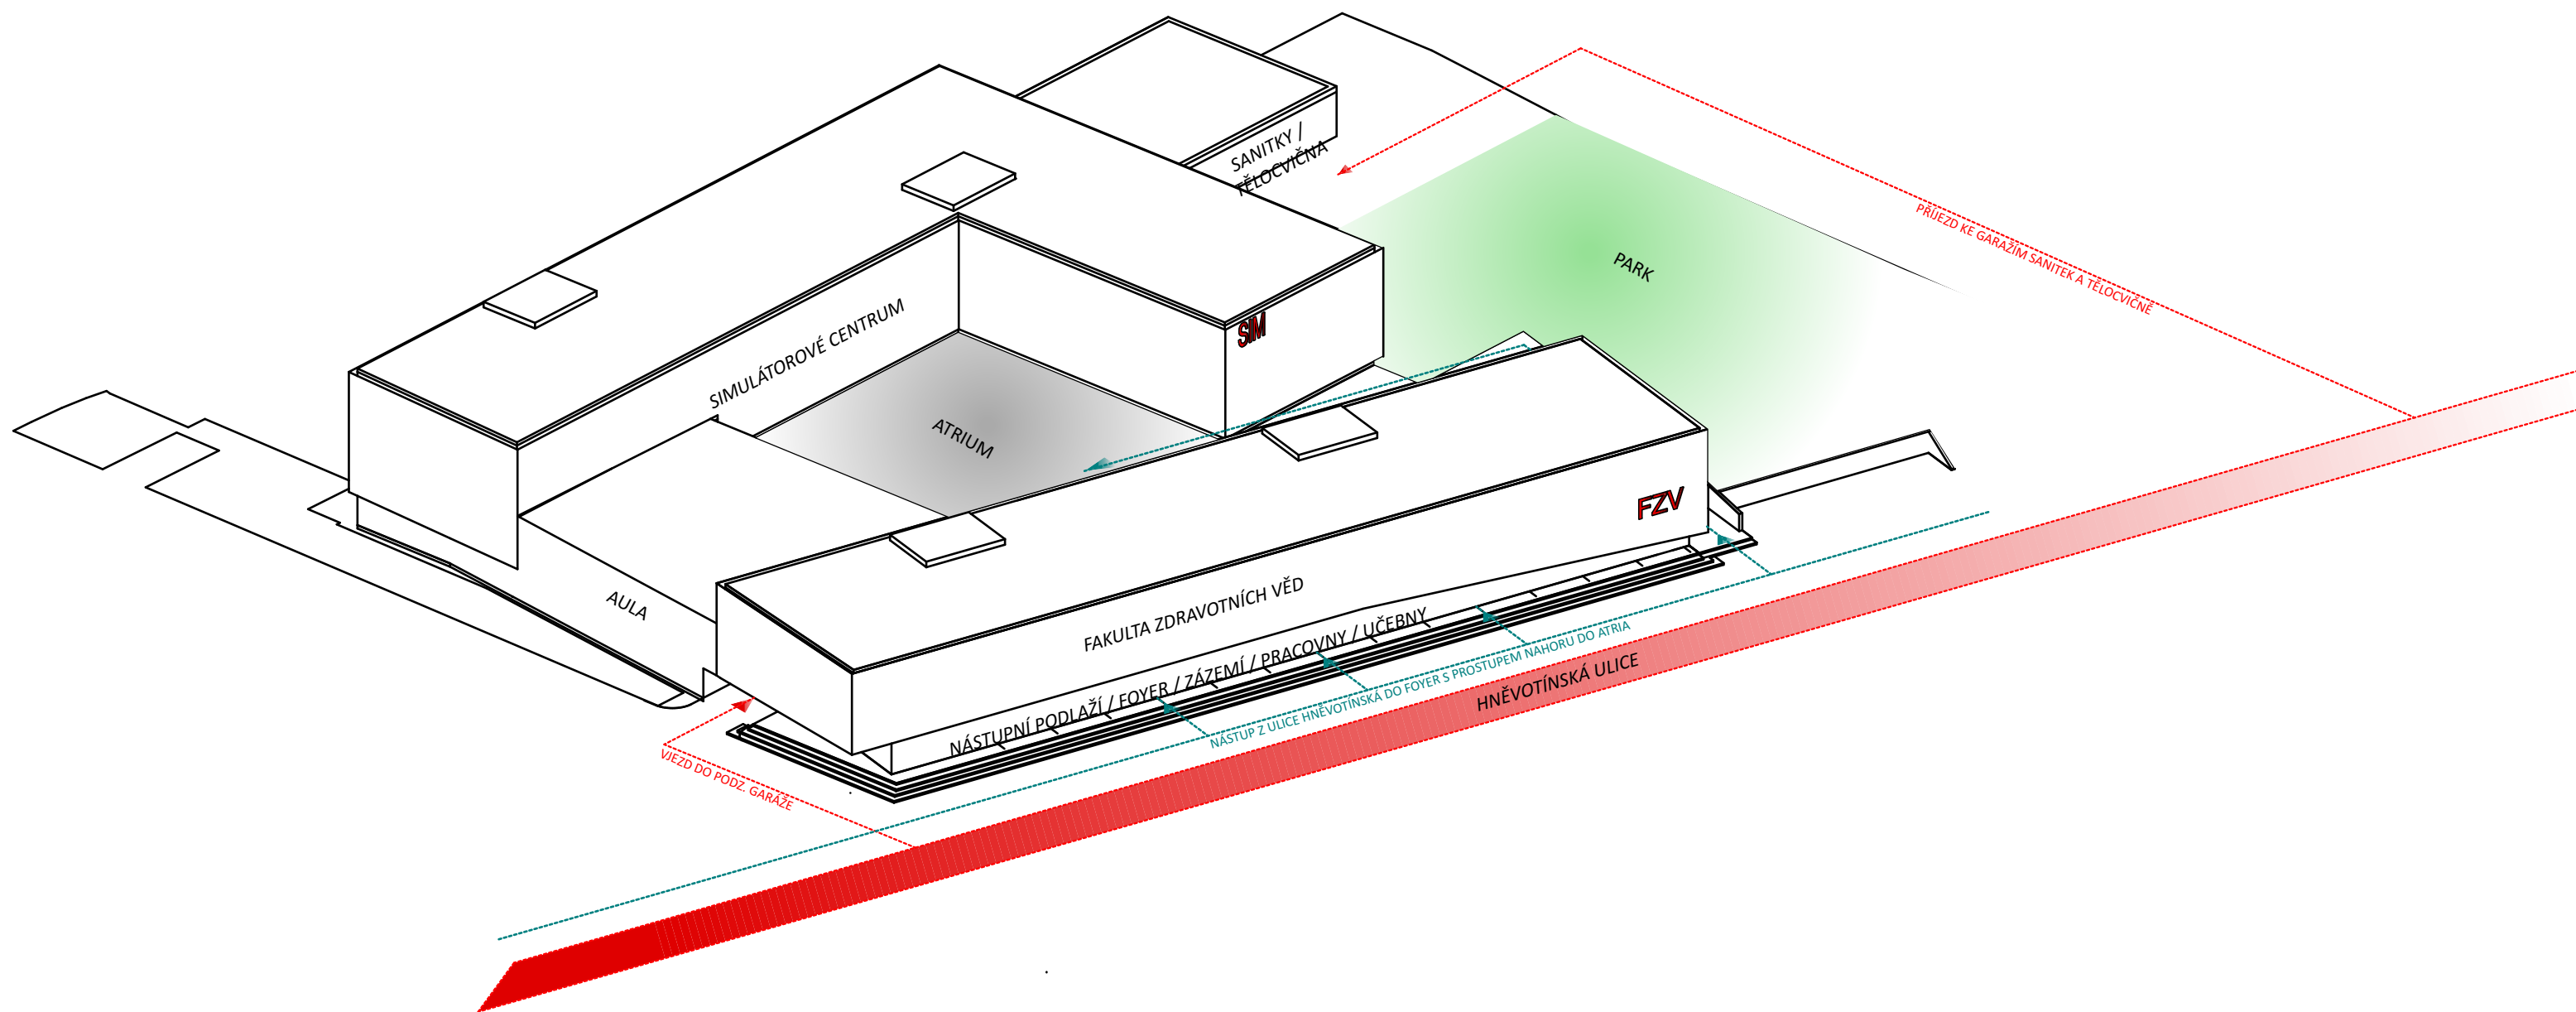 SANITKY /
TĚLOCVIČNA
PŘÍJEZD KE GARAŽÍM SANITEK A TĚLOCVIČNĚ
PARK
SIMULÁTOROVÉ CENTRUM
SIM
ATRIUM
FZV
AULA
FAKULTA ZDRAVOTNÍCH VĚD
NÁSTUPNÍ PODLAŽÍ / FOYER / ZÁZEMÍ / PRACOVNY / UČEBNY
NÁSTUP Z ULICE HNĚVOTÍNSKÁ DO FOYER S PROSTUPEM NAHORU DO ATRIA
HNĚVOTÍNSKÁ ULICE
VJEZD DO PODZ. GARÁŽE